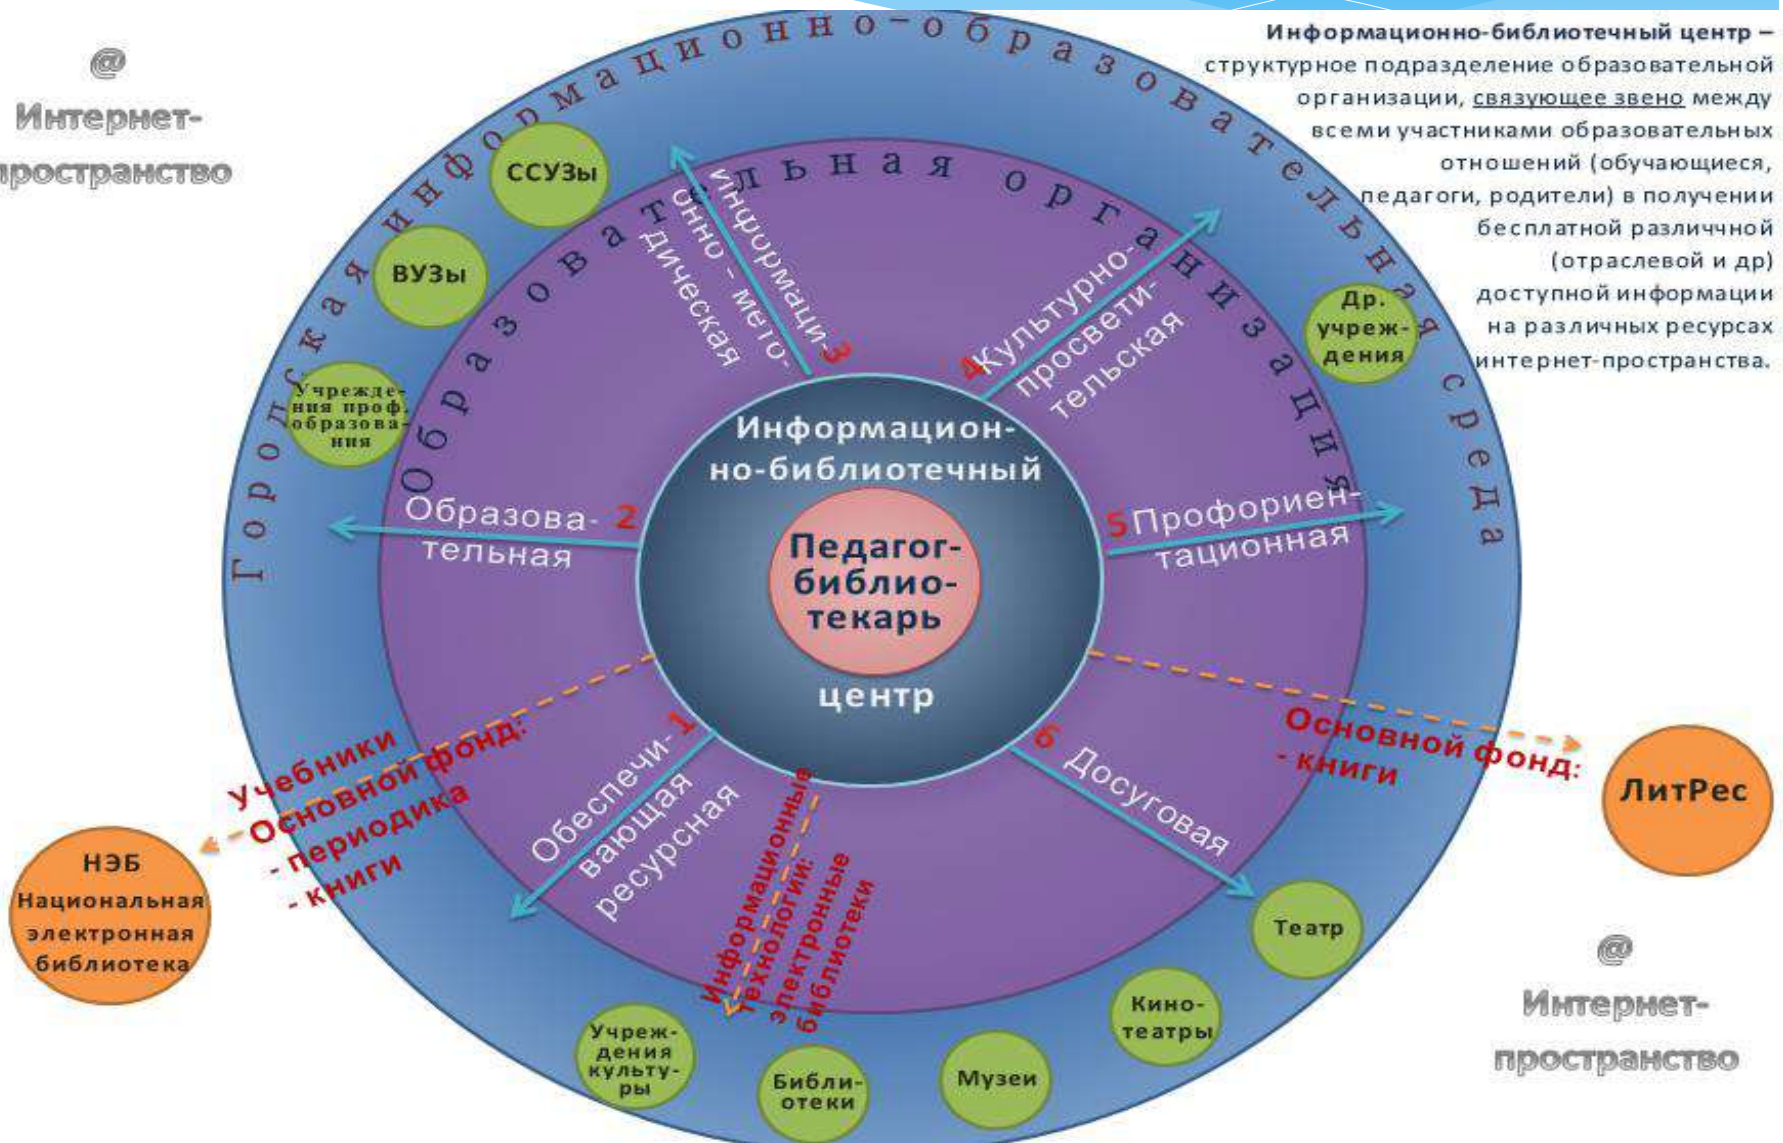 Городская информационно-образовательная среда
Информационно-библиотечный центр –
структурное подразделение образовательной
организации, связующее звено между
всеми участниками образовательных
отношений (обучающиеся,
педагоги, родители) в получении
бесплатной различчной
(отраслевой и др)
доступной информации
на различных ресурсах
интернет-пространства.
@
Интернет-
пространство
Образовательная организация
ССУЗы
ВУЗы
Учрежде-
ния проф.
образова-
ния
Др.
учреж-
дения
информаци-
онно – мето-
дическая
3
4
Культурно-
просвети-
тельская
Информацион-
но-библиотечный
центр
Педагог-
библио-
текарь
Образова-
тельная
2
5
Профориен-
тационная
1
Обеспечи-
вающая
ресурсная
6
Досуговая
Учебники
Основной фонд:
- периодика
- книги
Информационные
технологии:
электронные
библиотеки
Основной фонд:
- книги
ЛитРес
НЭБ
Национальная
электронная
библиотека
Театр
Кино-
театры
Музеи
Библи-
отеки
Учреж-
дения
культу-
ры
@
Интернет-
пространство